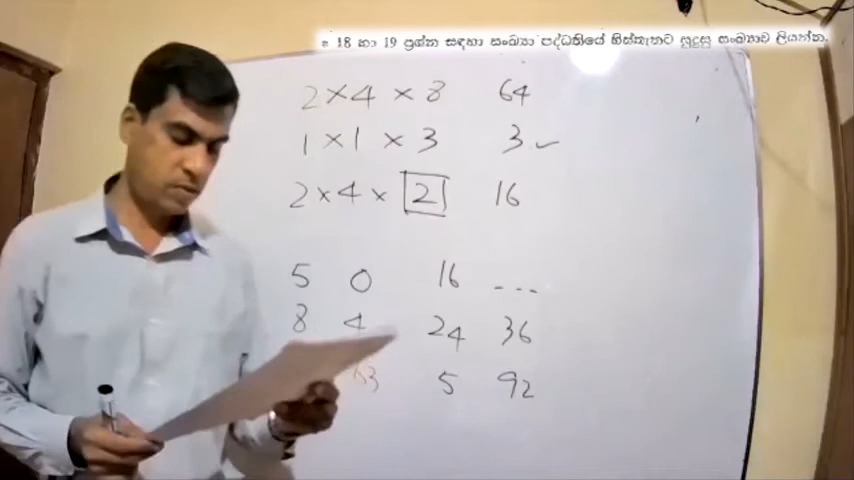 * 18 හා 19 ප්‍රශ්න සඳහා සංඛ්‍යා පද්ධතියේ හිස්තැනට සුදුසු සංඛ්‍යාව ලියන්න.
2 × 4 × 8 64
1 × 1 × 3 3 ✓
2 × 4 × 2 16
5 0 16 ...
8 4 24 36
5 92